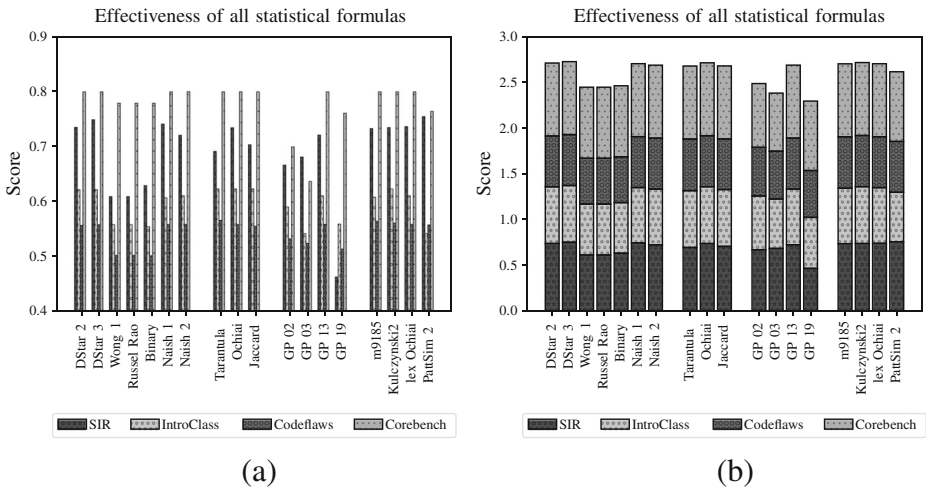 Effectiveness of all statistical formulas
0.9
0.8
0.7
0.6
0.5
0.4
Score
DStar 2
DStar 3
Wong 1
Russel Rao
Binary
Naish 1
Naish 2
Tarantula
Ochiai
Jaccard
GP 02
GP 03
GP 13
GP 19
m9185
Kulczynski2
lex Ochiai
PattSim 2
SIR IntroClass Codeflaws Corebench
(a)
Effectiveness of all statistical formulas
3.0
2.5
2.0
1.5
1.0
0.5
0.0
Score
DStar 2
DStar 3
Wong 1
Russel Rao
Binary
Naish 1
Naish 2
Tarantula
Ochiai
Jaccard
GP 02
GP 03
GP 13
GP 19
m9185
Kulczynski2
lex Ochiai
PattSim 2
SIR IntroClass Codeflaws Corebench
(b)